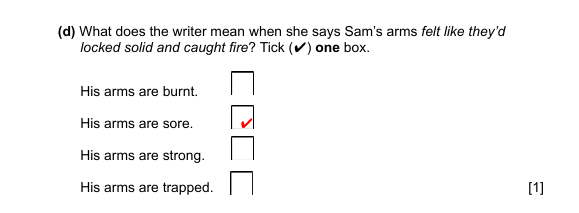 (d) What does the writer mean when she says Sam's arms felt like they'd
locked solid and caught fire? Tick (✔) one box.
His arms are burnt.
His arms are sore. ✔
His arms are strong.
His arms are trapped. [1]